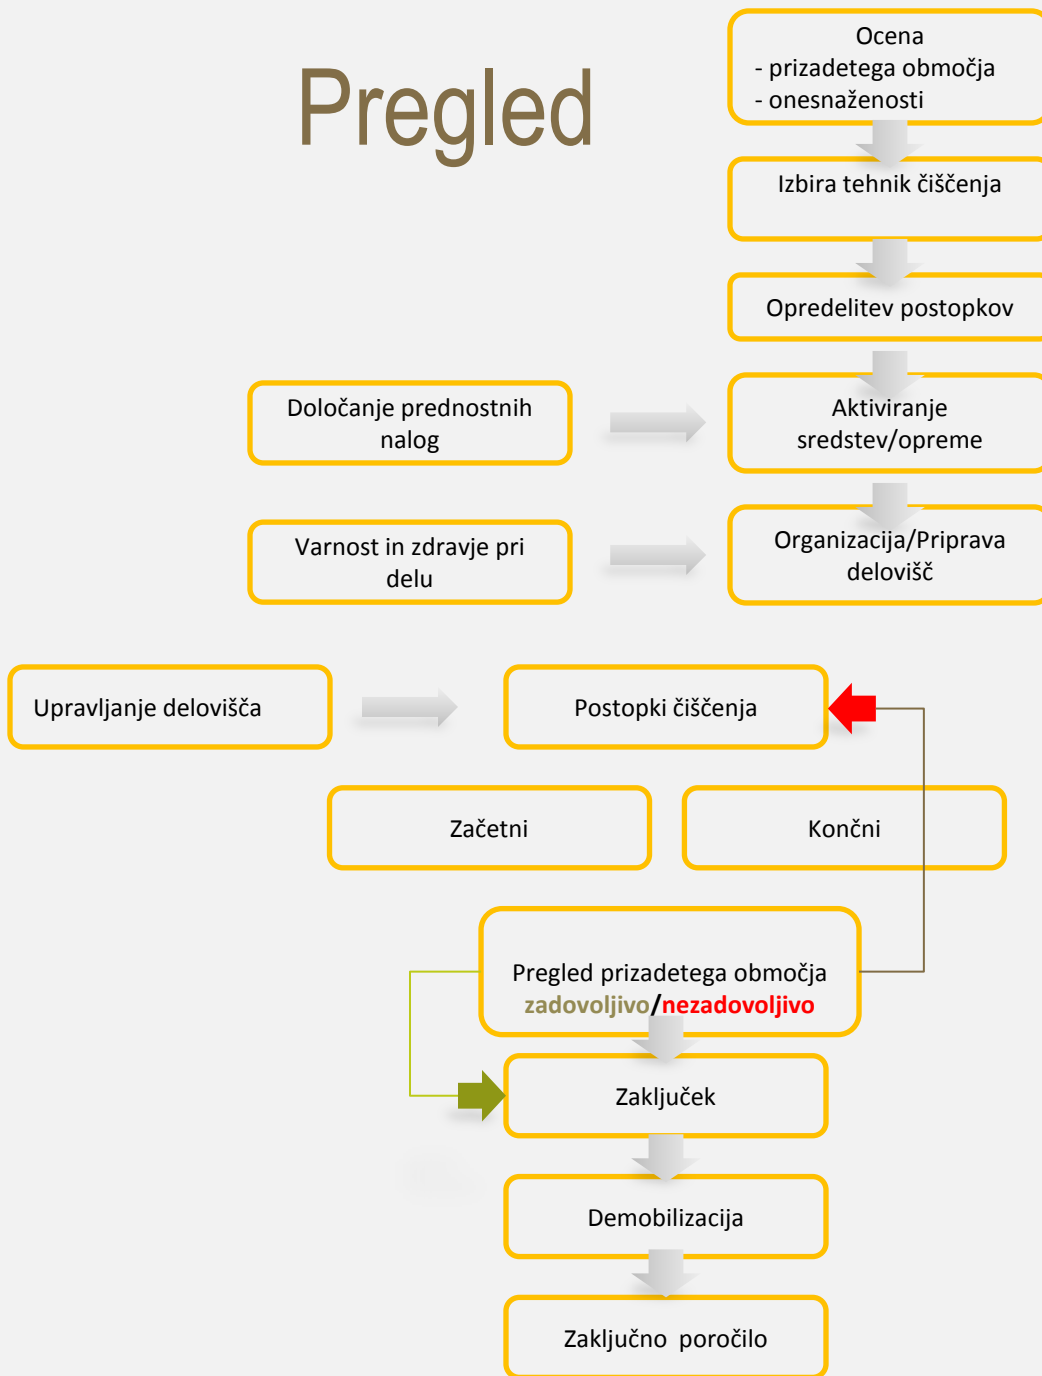 Pregled
Ocena
- prizadetega območja
- onesnaženosti
Izbira tehnik čiščenja
Opredelitev postopkov
Določanje prednostnih
nalog
Aktiviranje
sredstev/opreme
Varnost in zdravje pri
delu
Organizacija/Priprava
delovišč
Upravljanje delovišča
Postopki čiščenja
Začetni
Končni
Pregled prizadetega območja
zadovoljivo/nezadovoljivo
Zaključek
Demobilizacija
Zaključno poročilo